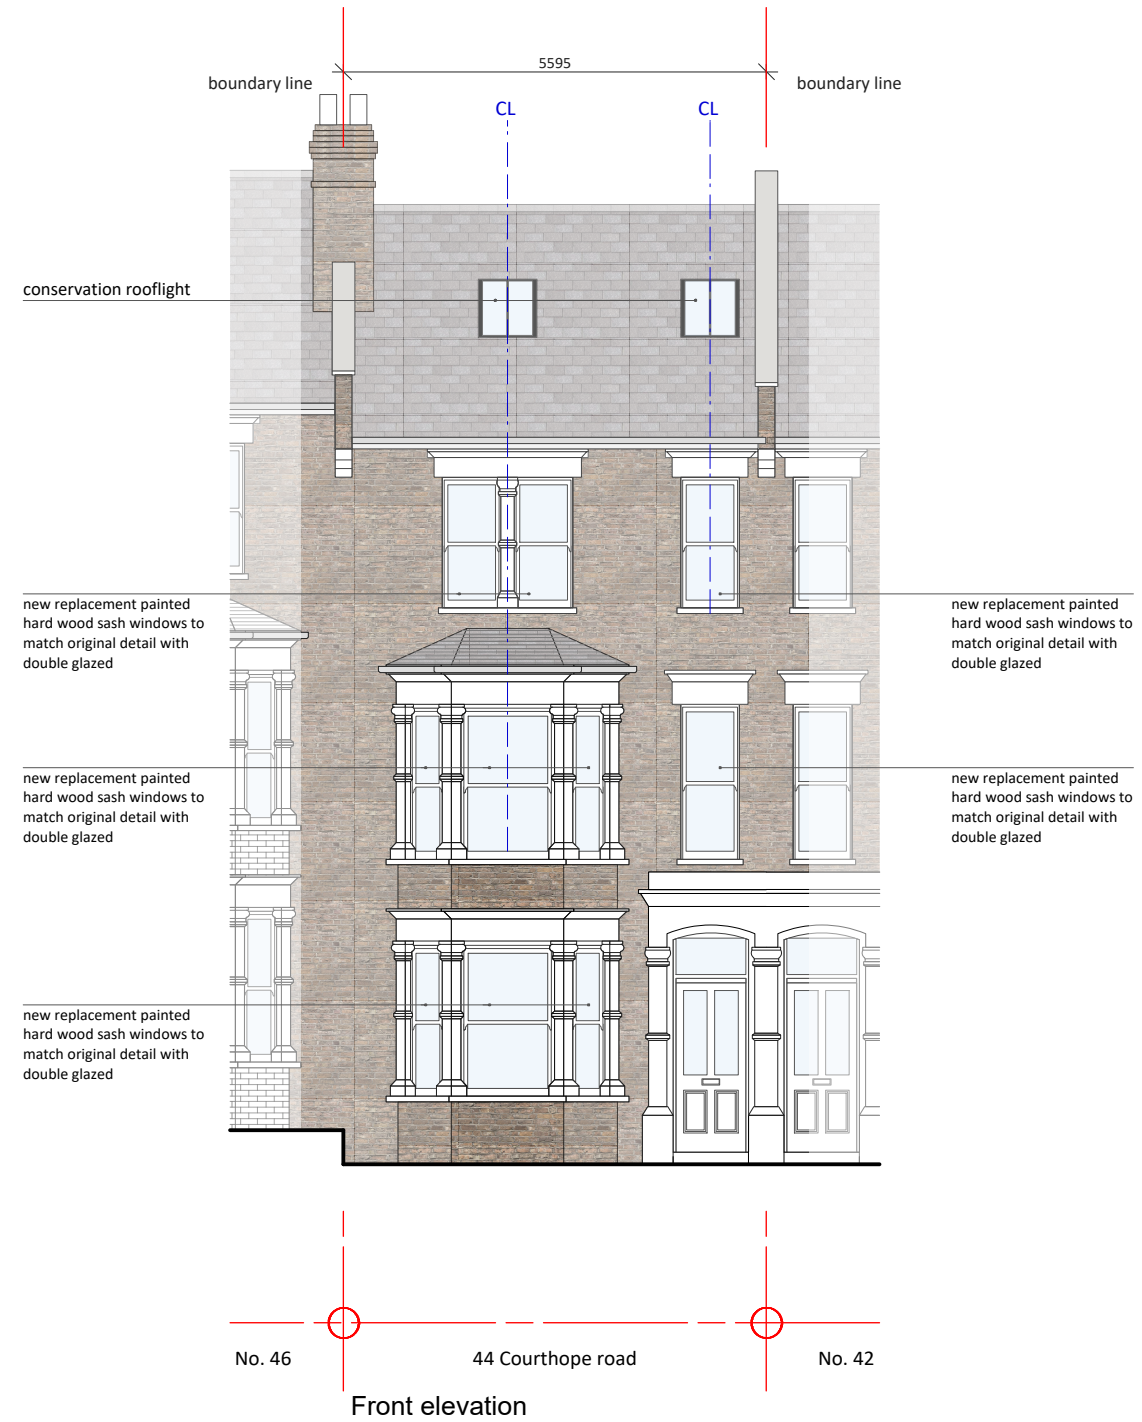 5595
boundary line
boundary line
CL
CL
conservation rooflight
new replacement painted
hard wood sash windows to
match original detail with
double glazed
new replacement painted
hard wood sash windows to
match original detail with
double glazed
new replacement painted
hard wood sash windows to
match original detail with
double glazed
new replacement painted
hard wood sash windows to
match original detail with
double glazed
new replacement painted
hard wood sash windows to
match original detail with
double glazed
No. 46
44 Courthope road
No. 42
Front elevation